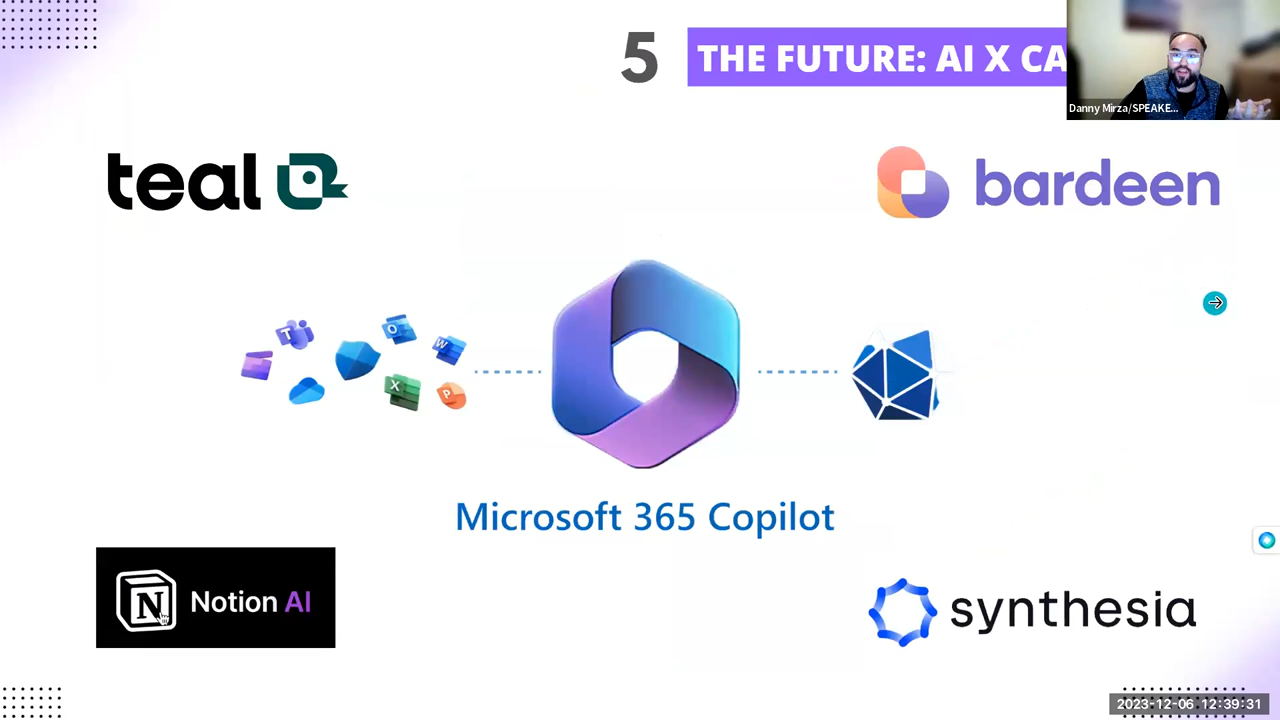 5 THE FUTURE: AI X CA
Danny Mirza/SPEAKE...
teal
bardeen
T
O
W
X
P
Microsoft 365 Copilot
N Notion AI
synthesia
2023-12-06 12:39:31